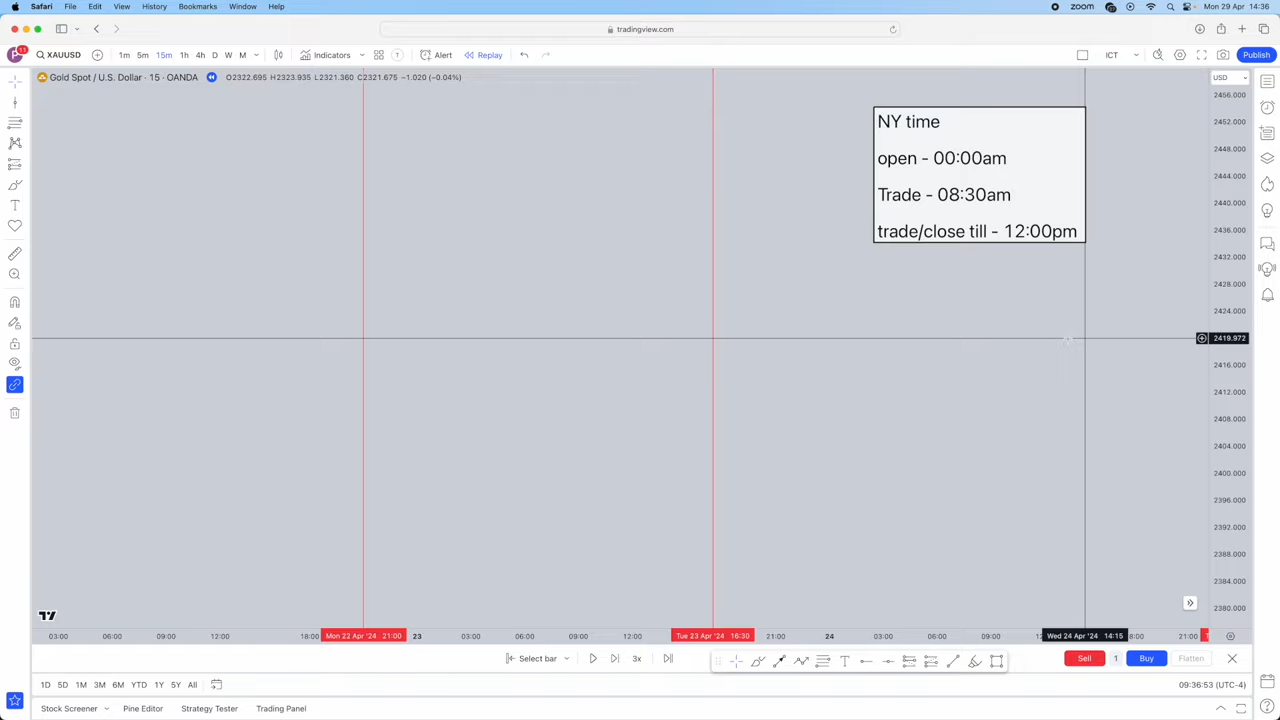 Safari File Edit View History Bookmarks Window Help zoom Mon 29 Apr 14:36
tradingview.com
11 XAUUSD 1m 5m 15m 1h 4h D W M Indicators Alert Replay ICT Publish
Gold Spot / U.S. Dollar · 15 · OANDA O2322.695 H2323.935 L2321.360 C2321.675 −1.020 (−0.04%) USD
2456.000
NY time
2452.000
2448.000
open - 00:00am
2444.000
Trade - 08:30am
2440.000
trade/close till - 12:00pm
2436.000
2432.000
2428.000
2424.000
2419.972
2416.000
2412.000
2408.000
2404.000
2400.000
2396.000
2392.000
2388.000
2384.000
2380.000
03:00 06:00 09:00 12:00 18:00 Mon 22 Apr '24 21:00 23 03:00 06:00 09:00 12:00 Tue 23 Apr '24 16:30 21:00 24 03:00 06:00 09:00 Wed 24 Apr '24 14:15 21:00
Select bar 3x Sell 1 Buy Flatten
1D 5D 1M 3M 6M YTD 1Y 5Y All 09:36:53 (UTC-4)
Stock Screener Pine Editor Strategy Tester Trading Panel